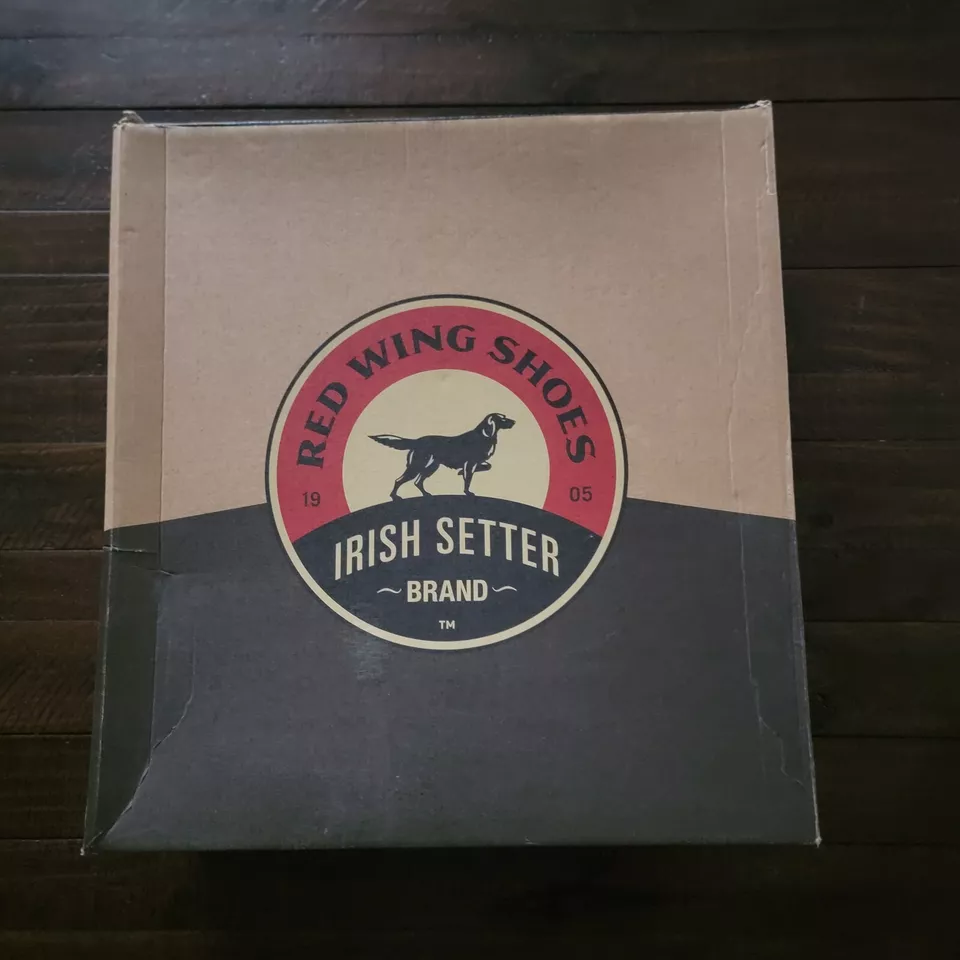 RED WING SHOES
19 05
IRISH SETTER
~BRAND~
TM